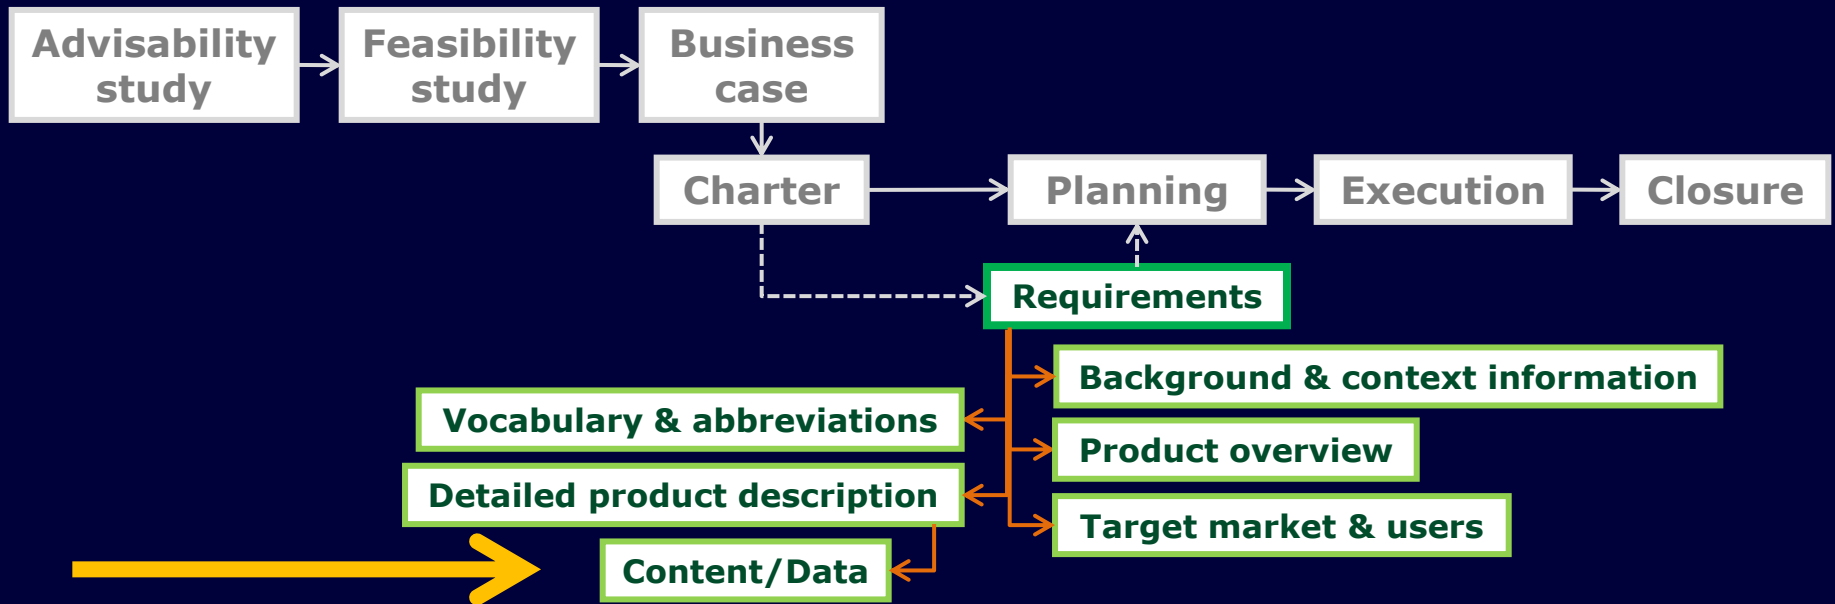 Advisability
study
Feasibility
study
Business
case
Charter
Planning
Execution
Closure
Requirements
Background & context information
Vocabulary & abbreviations
Product overview
Detailed product description
Target market & users
Content/Data